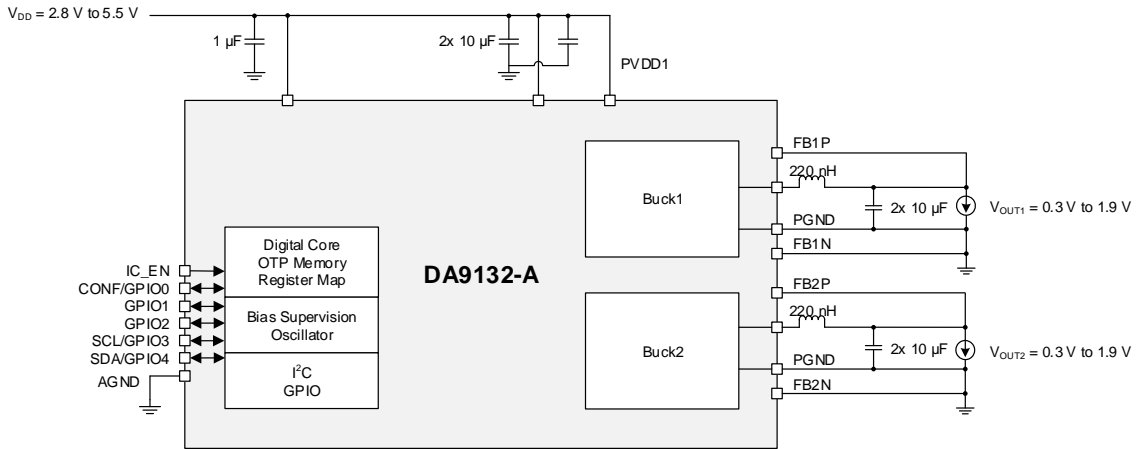 V_DD = 2.8 V to 5.5 V
1 µF
2x 10 µF
PVDD1
FB1P
220 nH
Buck1
2x 10 µF
V_OUT1 = 0.3 V to 1.9 V
PGND
FB1N
Digital Core
OTP Memory
Register Map
DA9132-A
IC_EN
CONF/GPIO0
GPIO1
GPIO2
SCL/GPIO3
SDA/GPIO4
AGND
Bias Supervision
Oscillator
I²C
GPIO
FB2P
220 nH
Buck2
2x 10 µF
V_OUT2 = 0.3 V to 1.9 V
PGND
FB2N